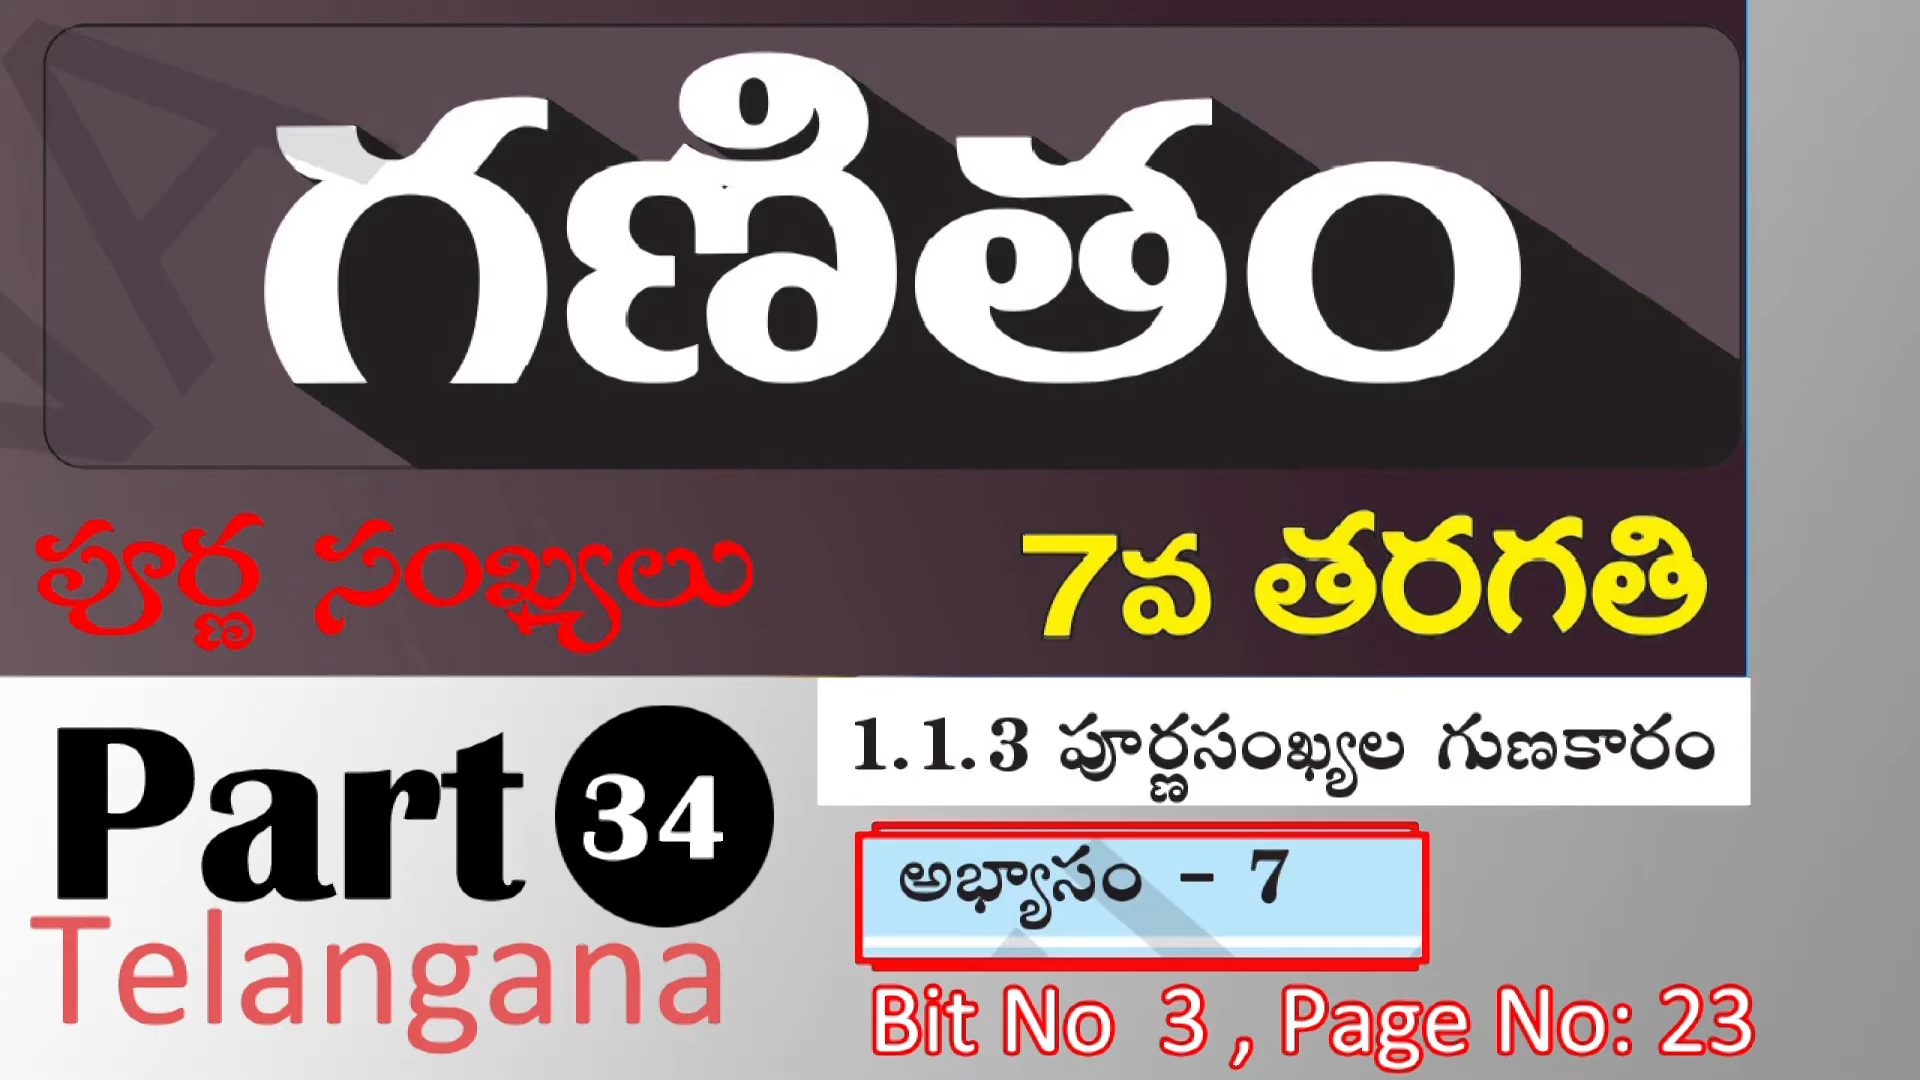 గణితం
పూర్ణ సంఖ్యలు
7వ తరగతి
Part 34
Telangana
1.1.3 పూర్ణసంఖ్యల గుణకారం
అభ్యాసం - 7
Bit No 3 , Page No: 23